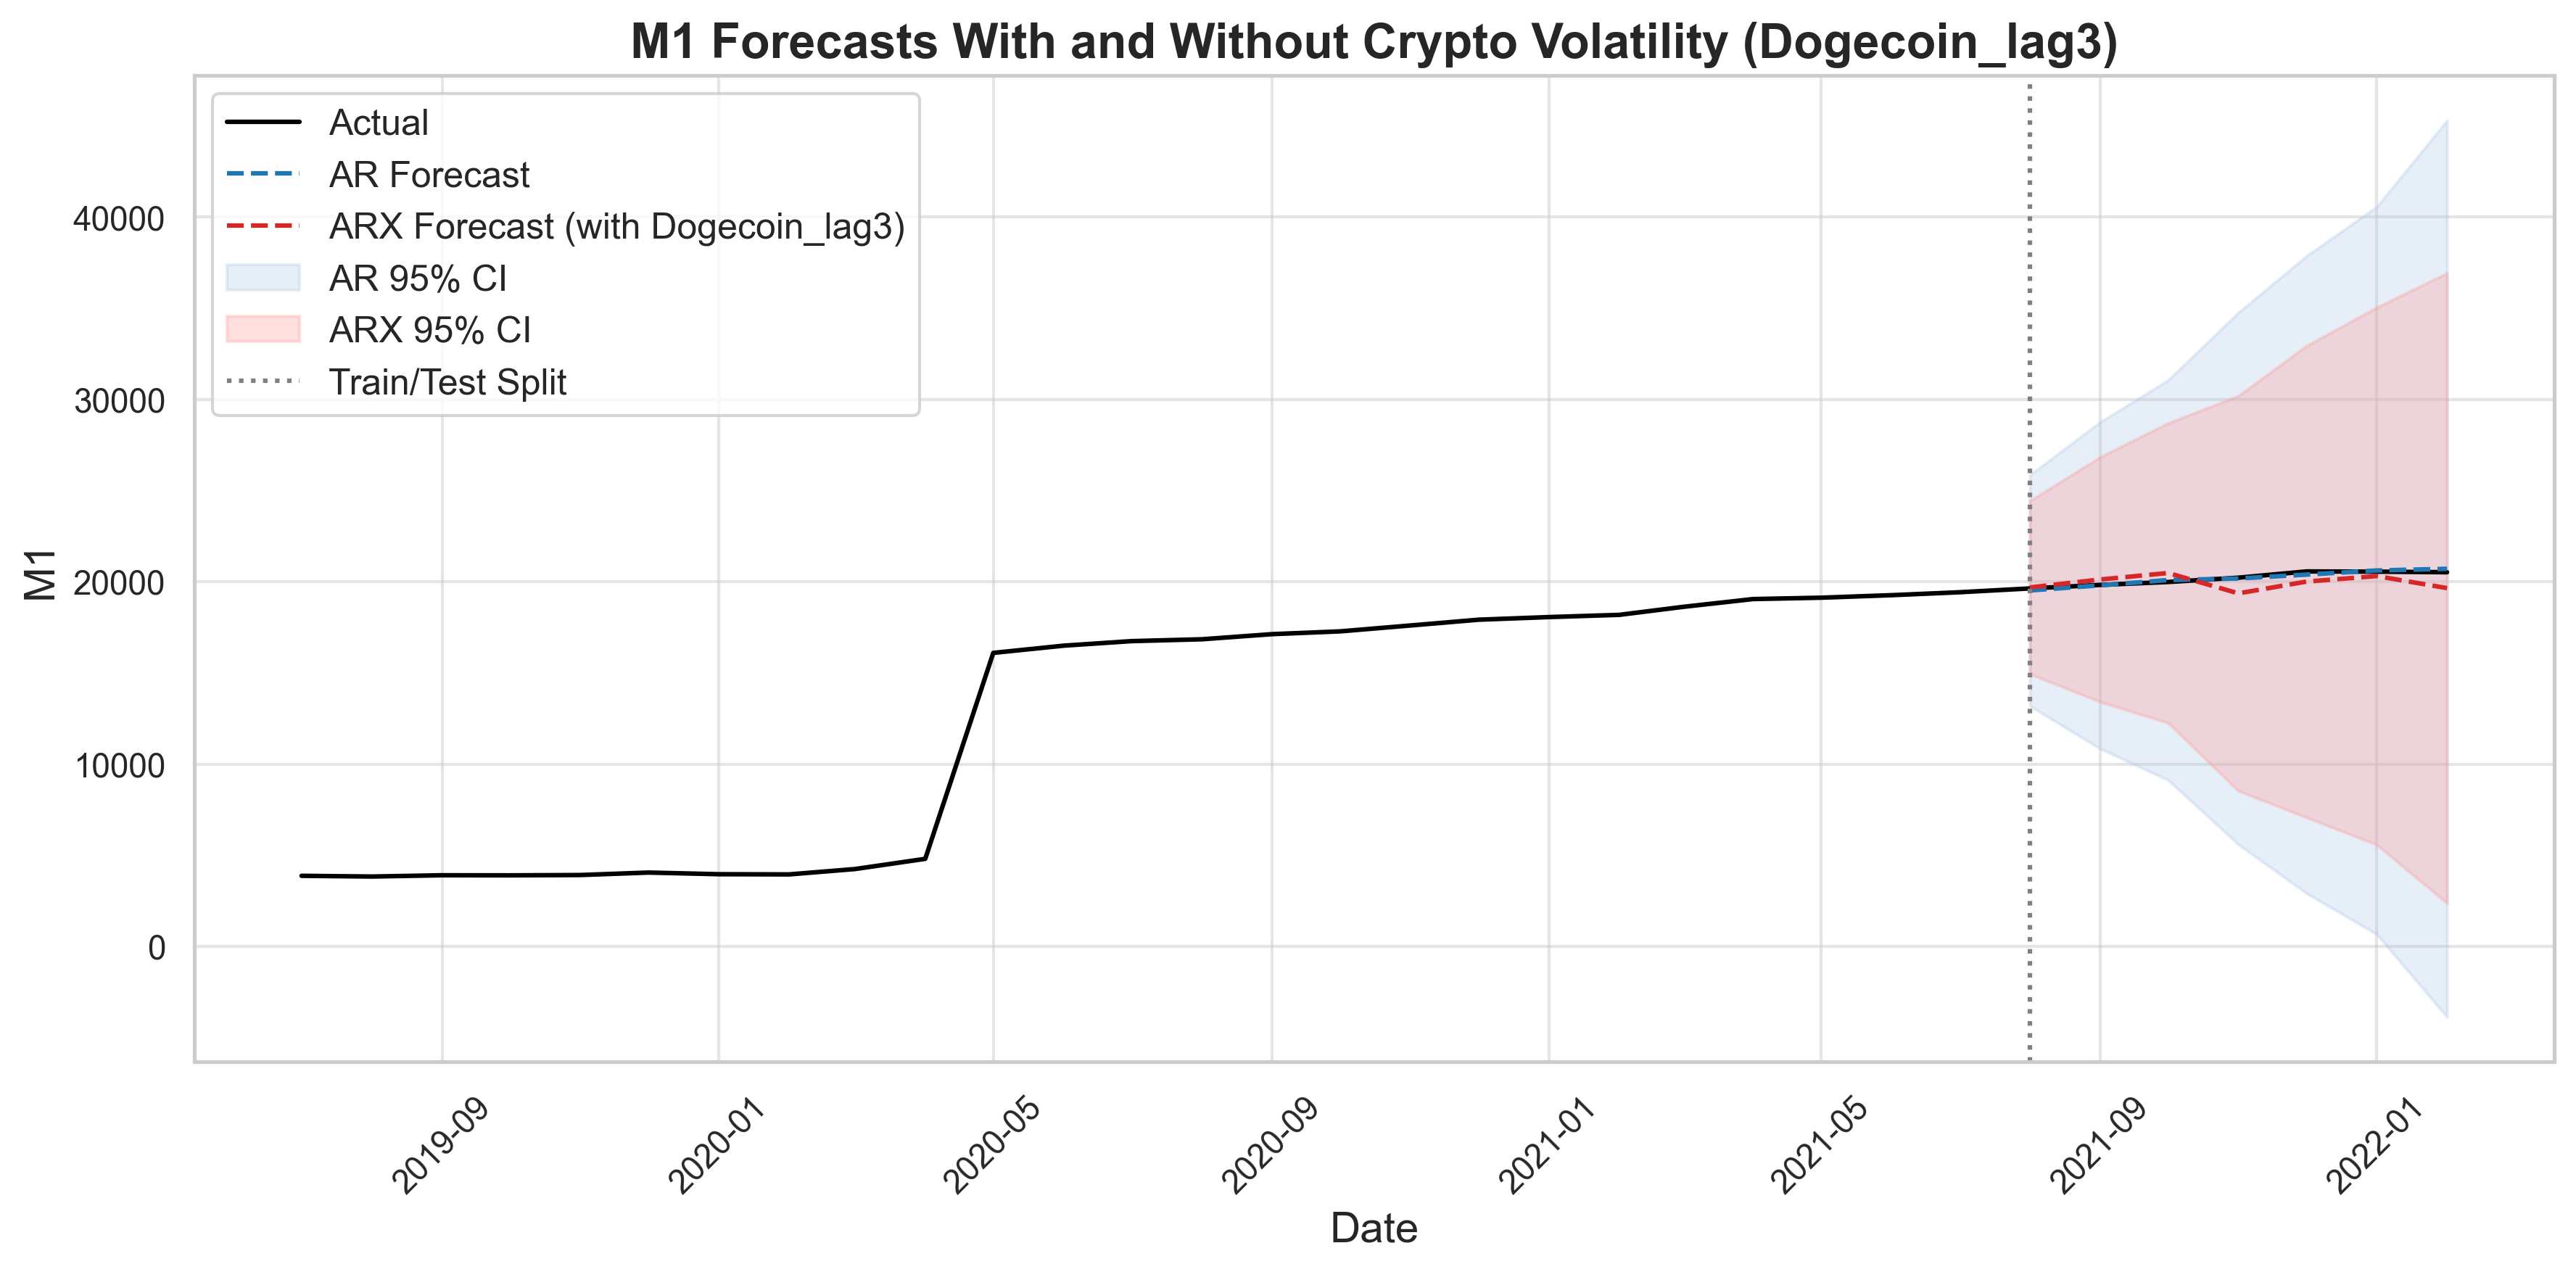 M1 Forecasts With and Without Crypto Volatility (Dogecoin_lag3)
Actual
AR Forecast
ARX Forecast (with Dogecoin_lag3)
AR 95% CI
ARX 95% CI
Train/Test Split
M1
40000
30000
20000
10000
0
2019-09
2020-01
2020-05
2020-09
2021-01
2021-05
2021-09
2022-01
Date